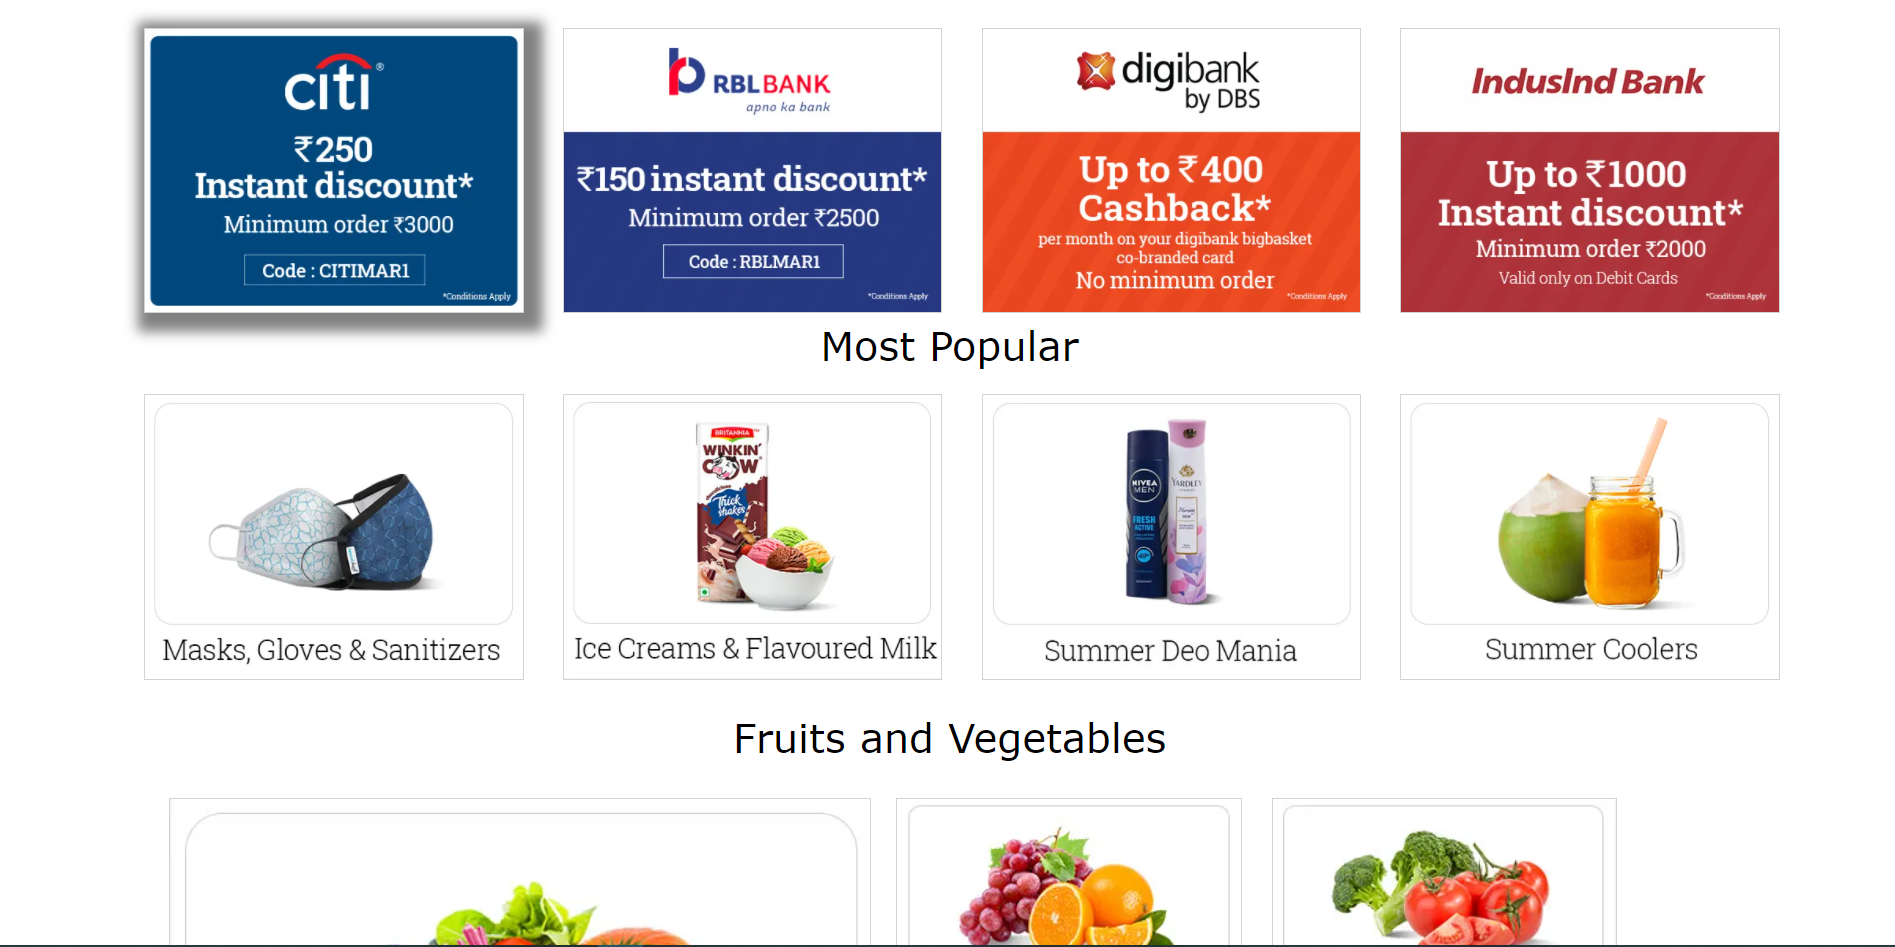 citi®
₹250
Instant discount*
Minimum order ₹3000
Code : CITIMAR1
*Conditions Apply
RBLBANK
apno ka bank
₹150 instant discount*
Minimum order ₹2500
Code : RBLMAR1
*Conditions Apply
digibank
by DBS
Up to ₹400
Cashback*
per month on your digibank bigbasket
co-branded card
No minimum order
*Conditions Apply
IndusInd Bank
Up to ₹1000
Instant discount*
Minimum order ₹2000
Valid only on Debit Cards
*Conditions Apply
Most Popular
BRITANNIA
WINKIN'
COW
Thick
shakes
Masks, Gloves & Sanitizers
Ice Creams & Flavoured Milk
NIVEA
MEN
FRESH
ACTIVE
YARDLEY
Summer Deo Mania
Summer Coolers
Fruits and Vegetables